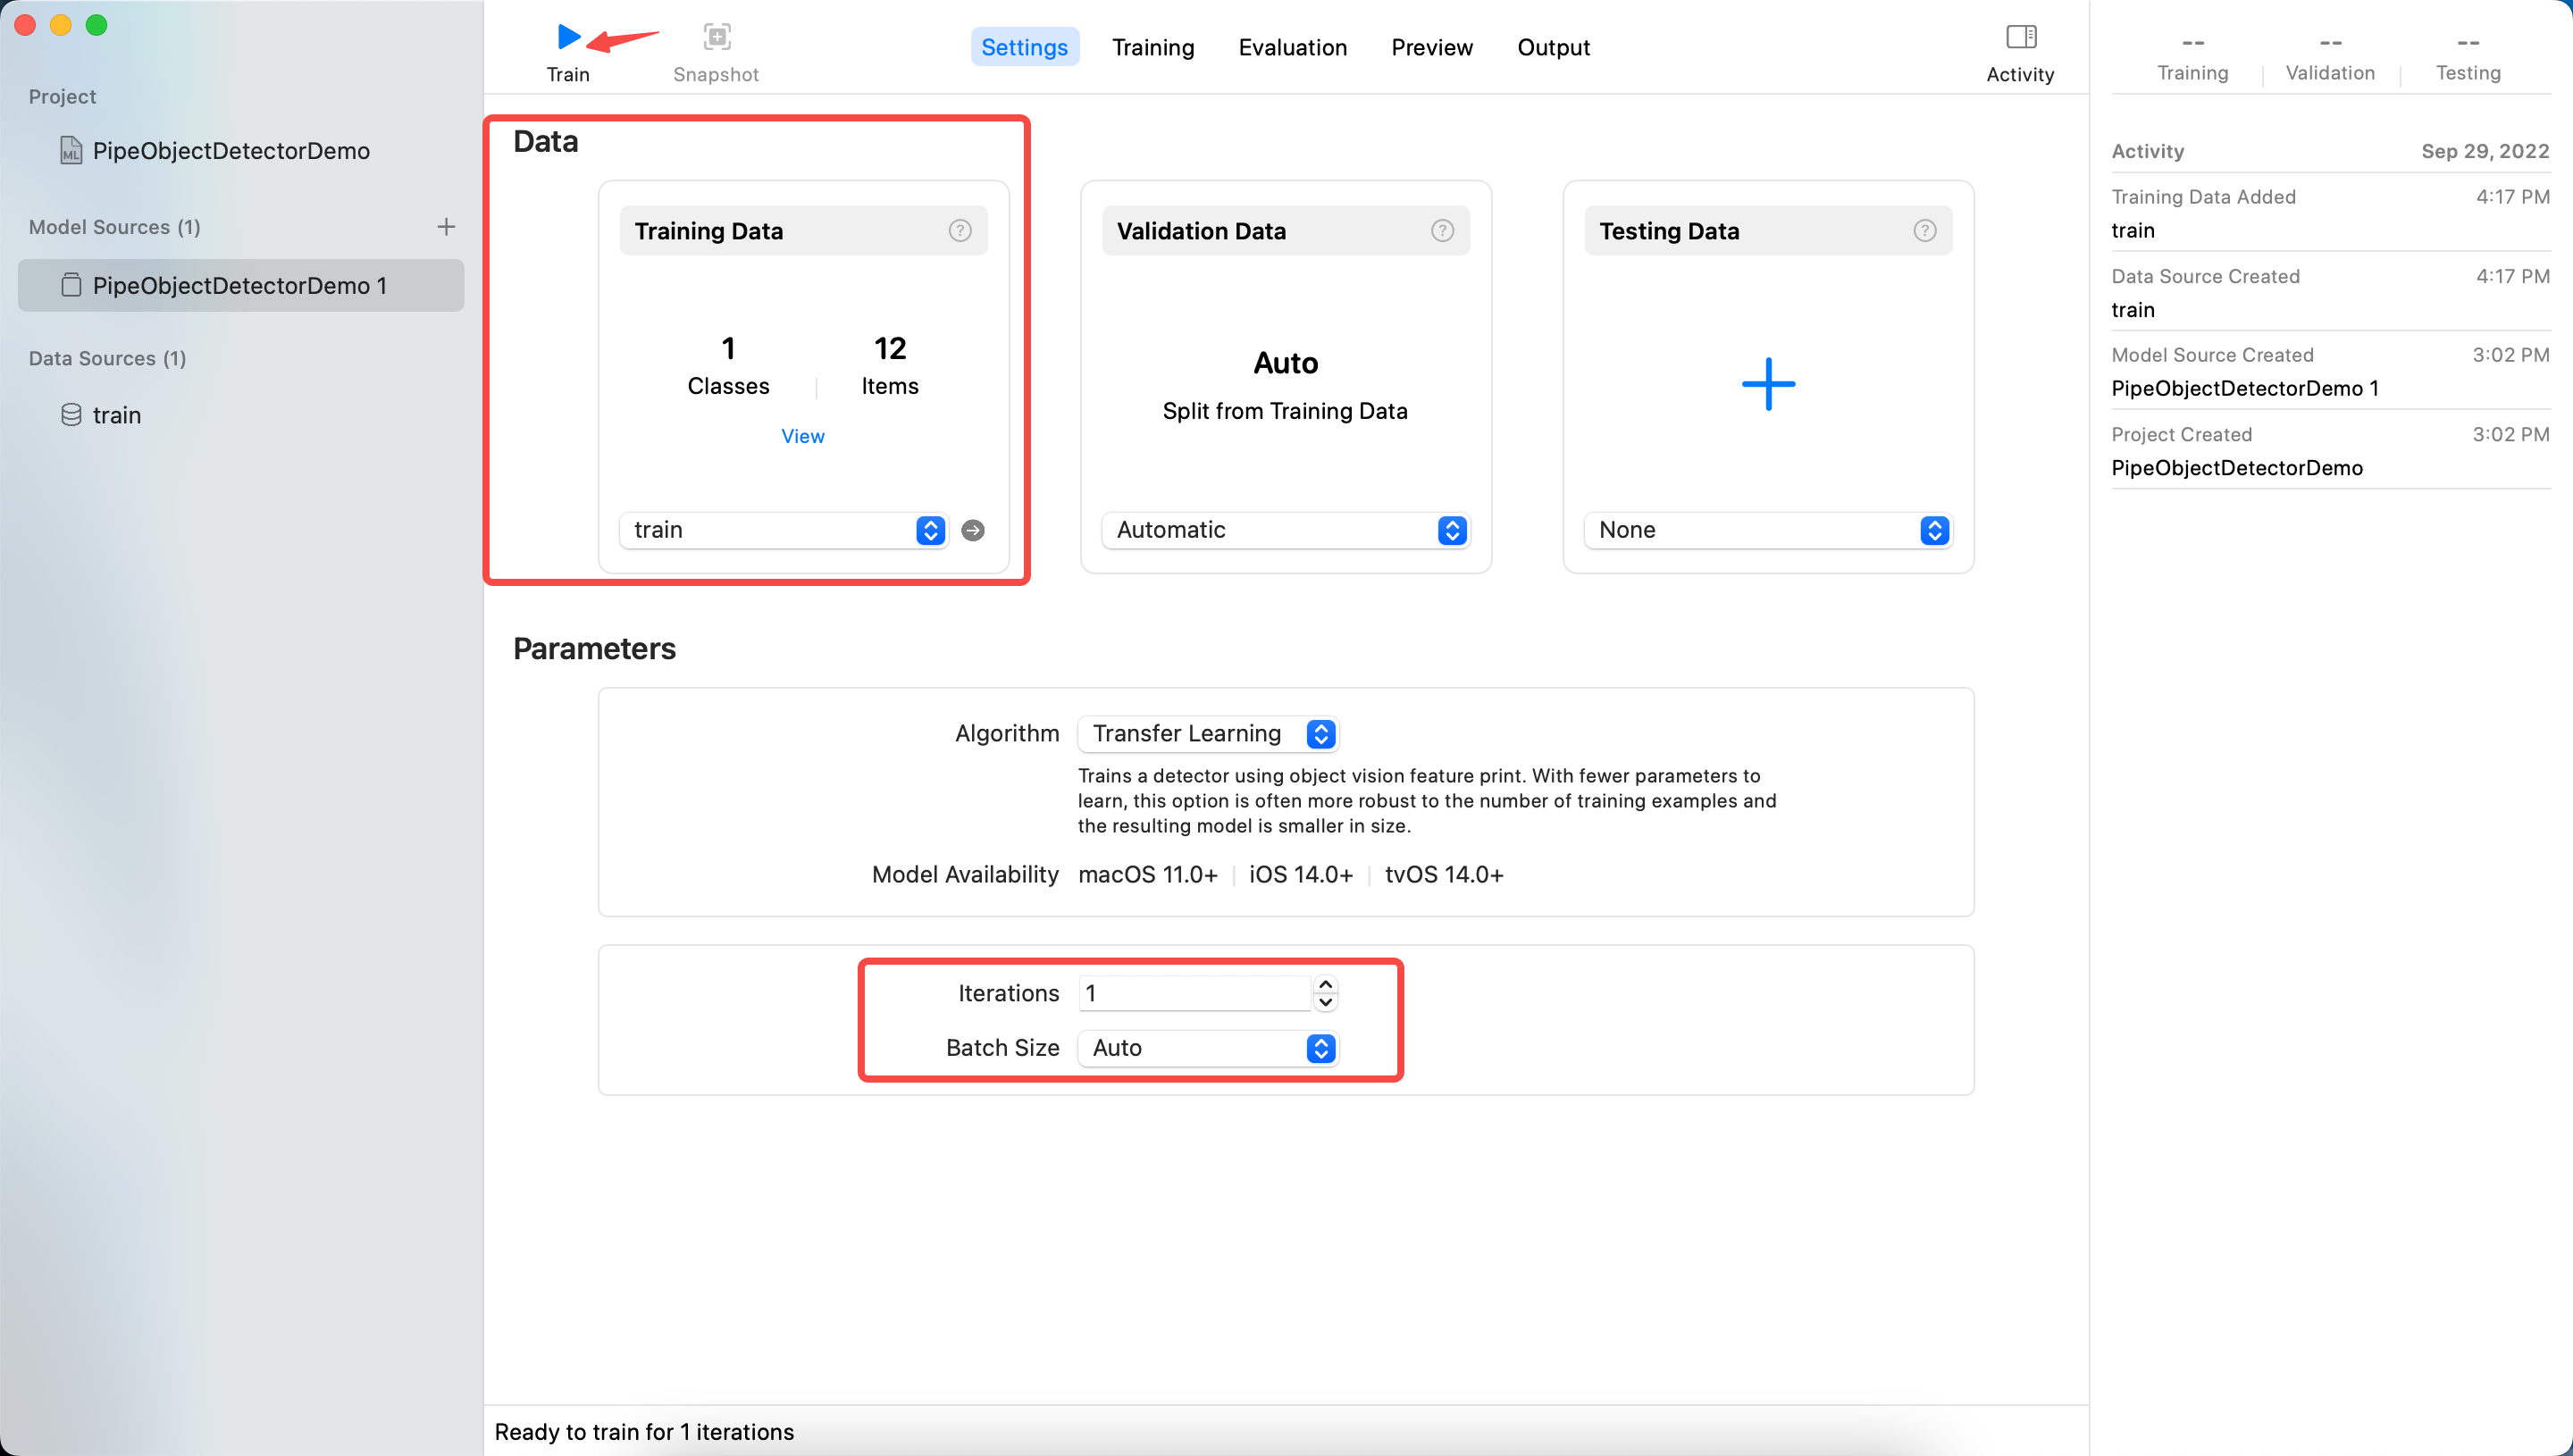 Project
PipeObjectDetectorDemo
Model Sources (1)
PipeObjectDetectorDemo 1
Data Sources (1)
train
Train
Snapshot
Settings
Training
Evaluation
Preview
Output
Activity
Data
Training Data
1
Classes
12
Items
View
train
Validation Data
Auto
Split from Training Data
Automatic
Testing Data
None
Parameters
Algorithm
Transfer Learning
Trains a detector using object vision feature print. With fewer parameters to
learn, this option is often more robust to the number of training examples and
the resulting model is smaller in size.
Model Availability
macOS 11.0+ | iOS 14.0+ | tvOS 14.0+
Iterations
1
Batch Size
Auto
Ready to train for 1 iterations
--
Training
--
Validation
--
Testing
Activity
Sep 29, 2022
Training Data Added
4:17 PM
train
Data Source Created
4:17 PM
train
Model Source Created
3:02 PM
PipeObjectDetectorDemo 1
Project Created
3:02 PM
PipeObjectDetectorDemo